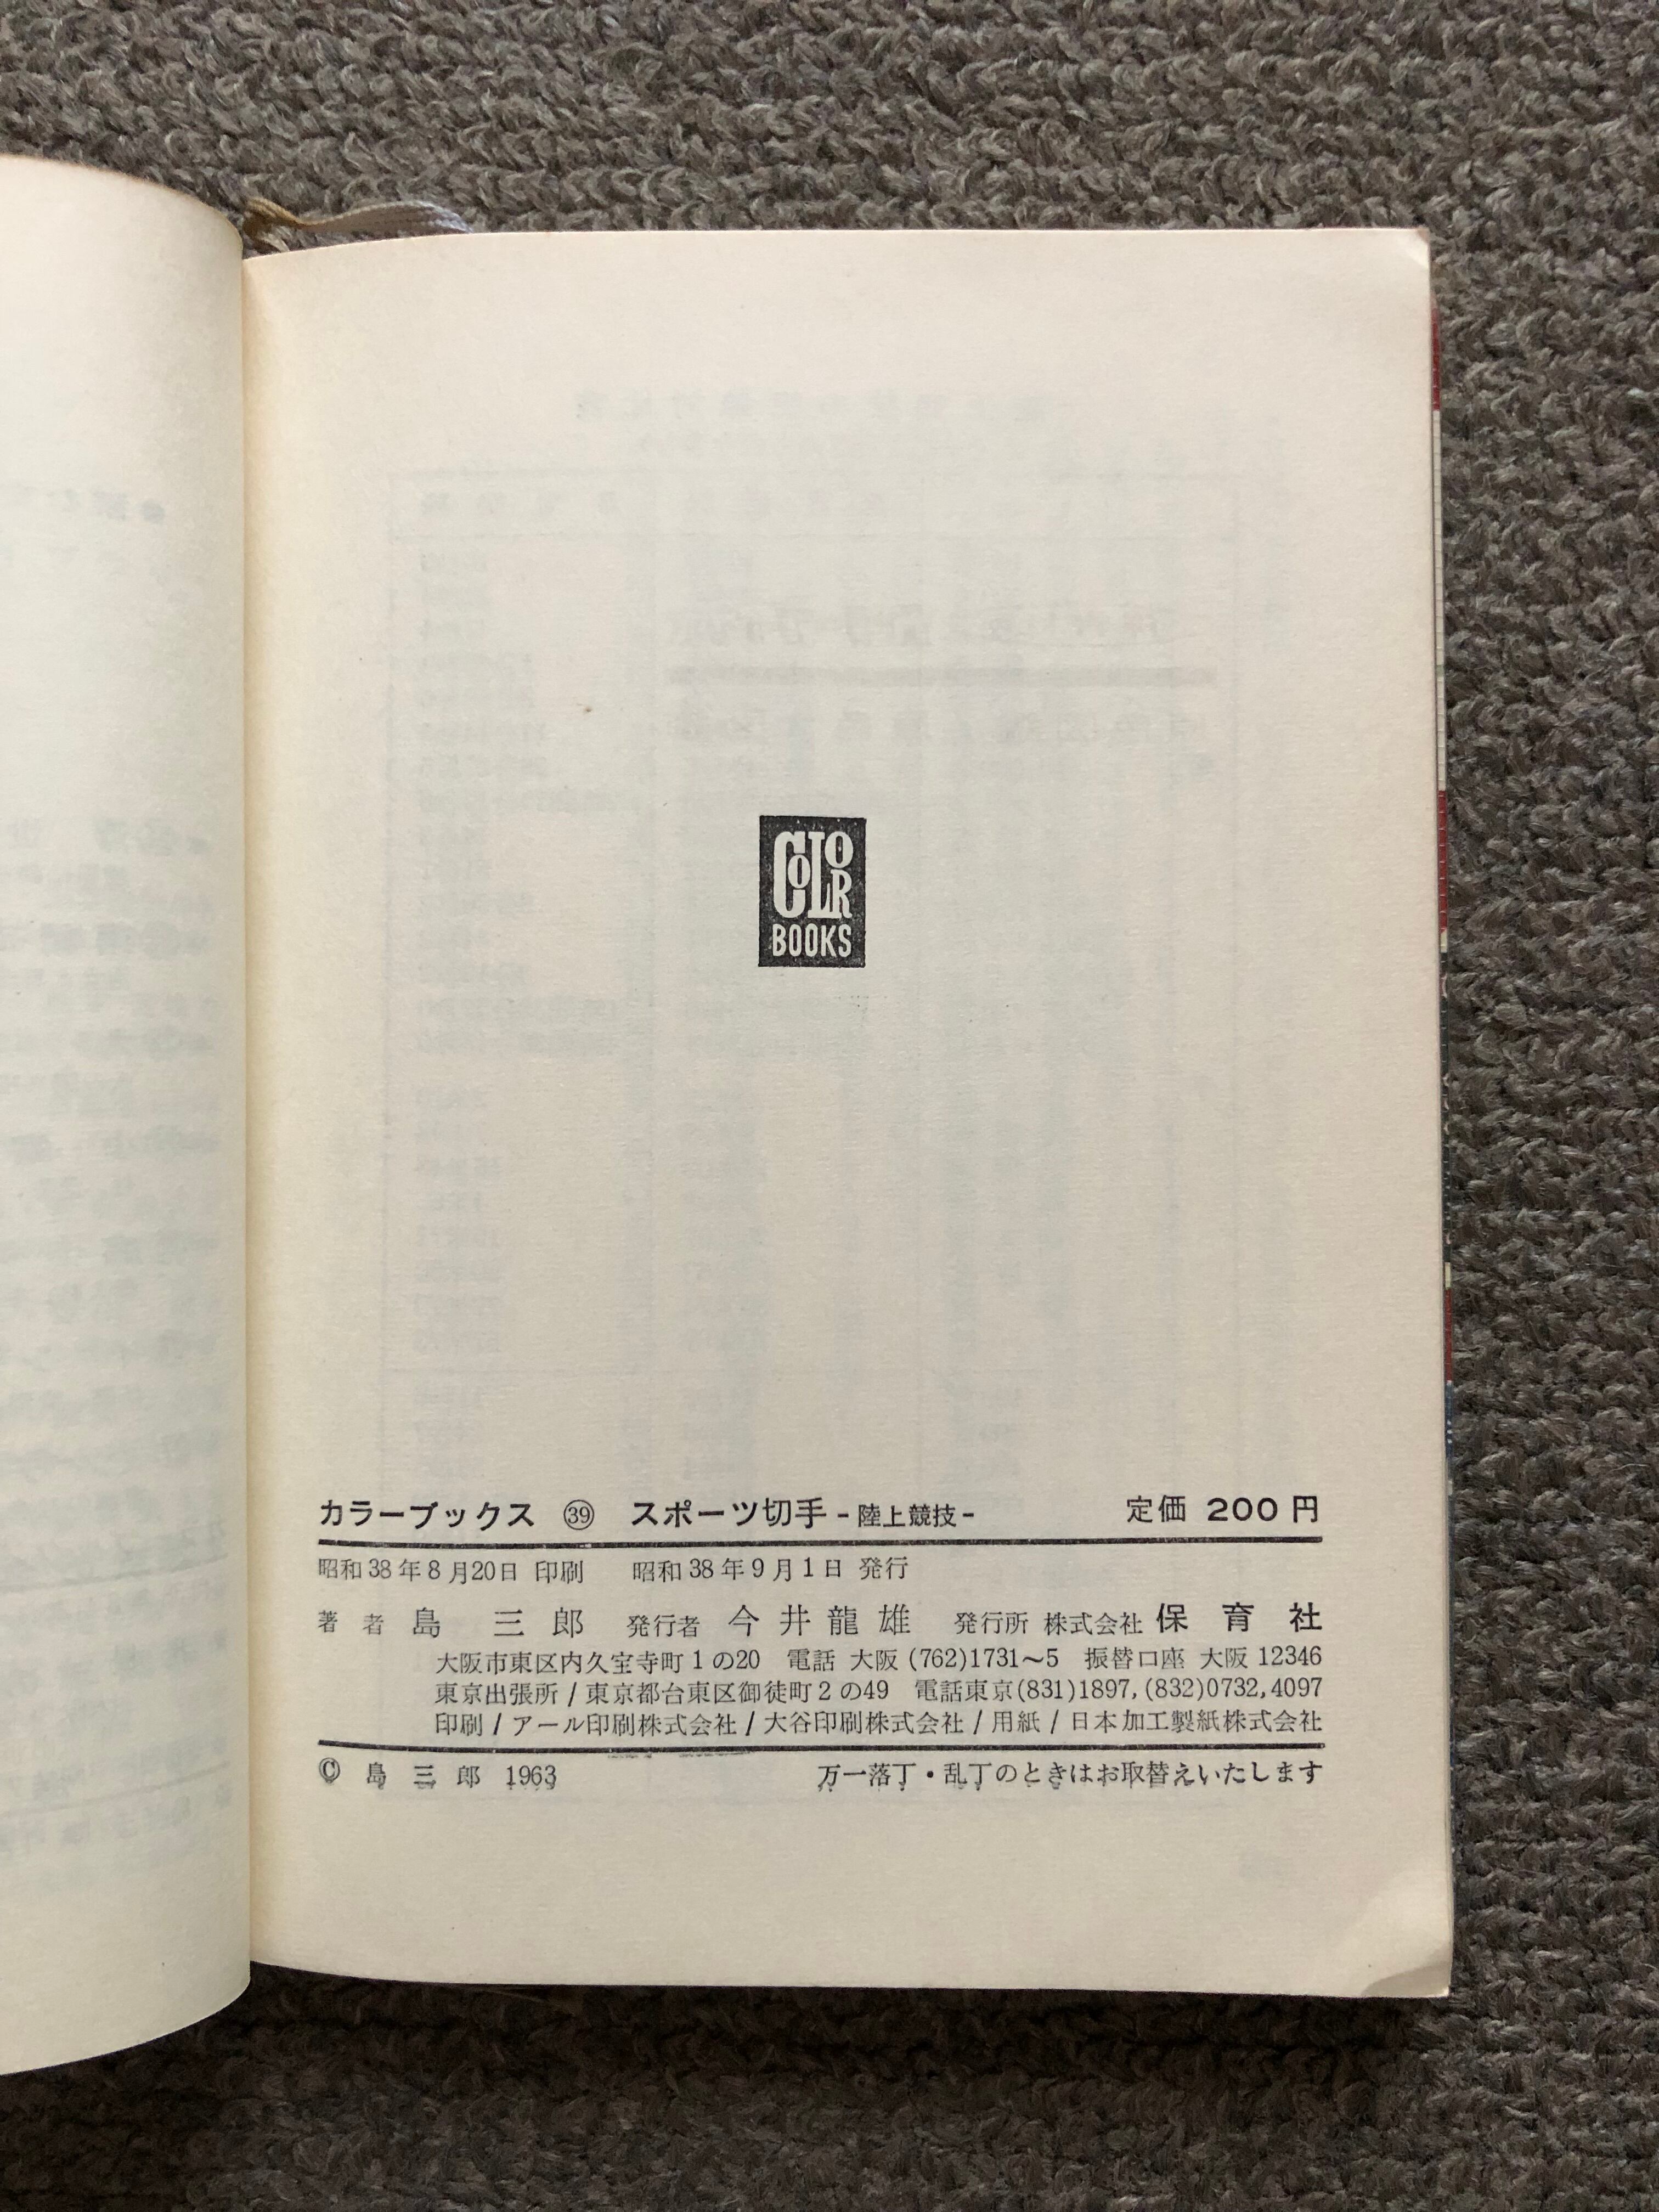 COLOR
BOOKS
カラーブックス ㊴ スポーツ切手 -陸上競技- 定価 200 円
昭和38年8月20日 印刷 昭和38年9月1日 発行
著者 島 三郎 発行者 今井龍雄 発行所 株式会社 保育社
大阪市東区内久宝寺町1の20 電話 大阪 (762)1731〜5 振替口座 大阪 12346
東京出張所 / 東京都台東区御徒町2の49 電話東京(831)1897,(832)0732,4097
印刷 / アール印刷株式会社 / 大谷印刷株式会社 / 用紙 / 日本加工製紙株式会社
© 島 三郎 1963 万一落丁・乱丁のときはお取替えいたします